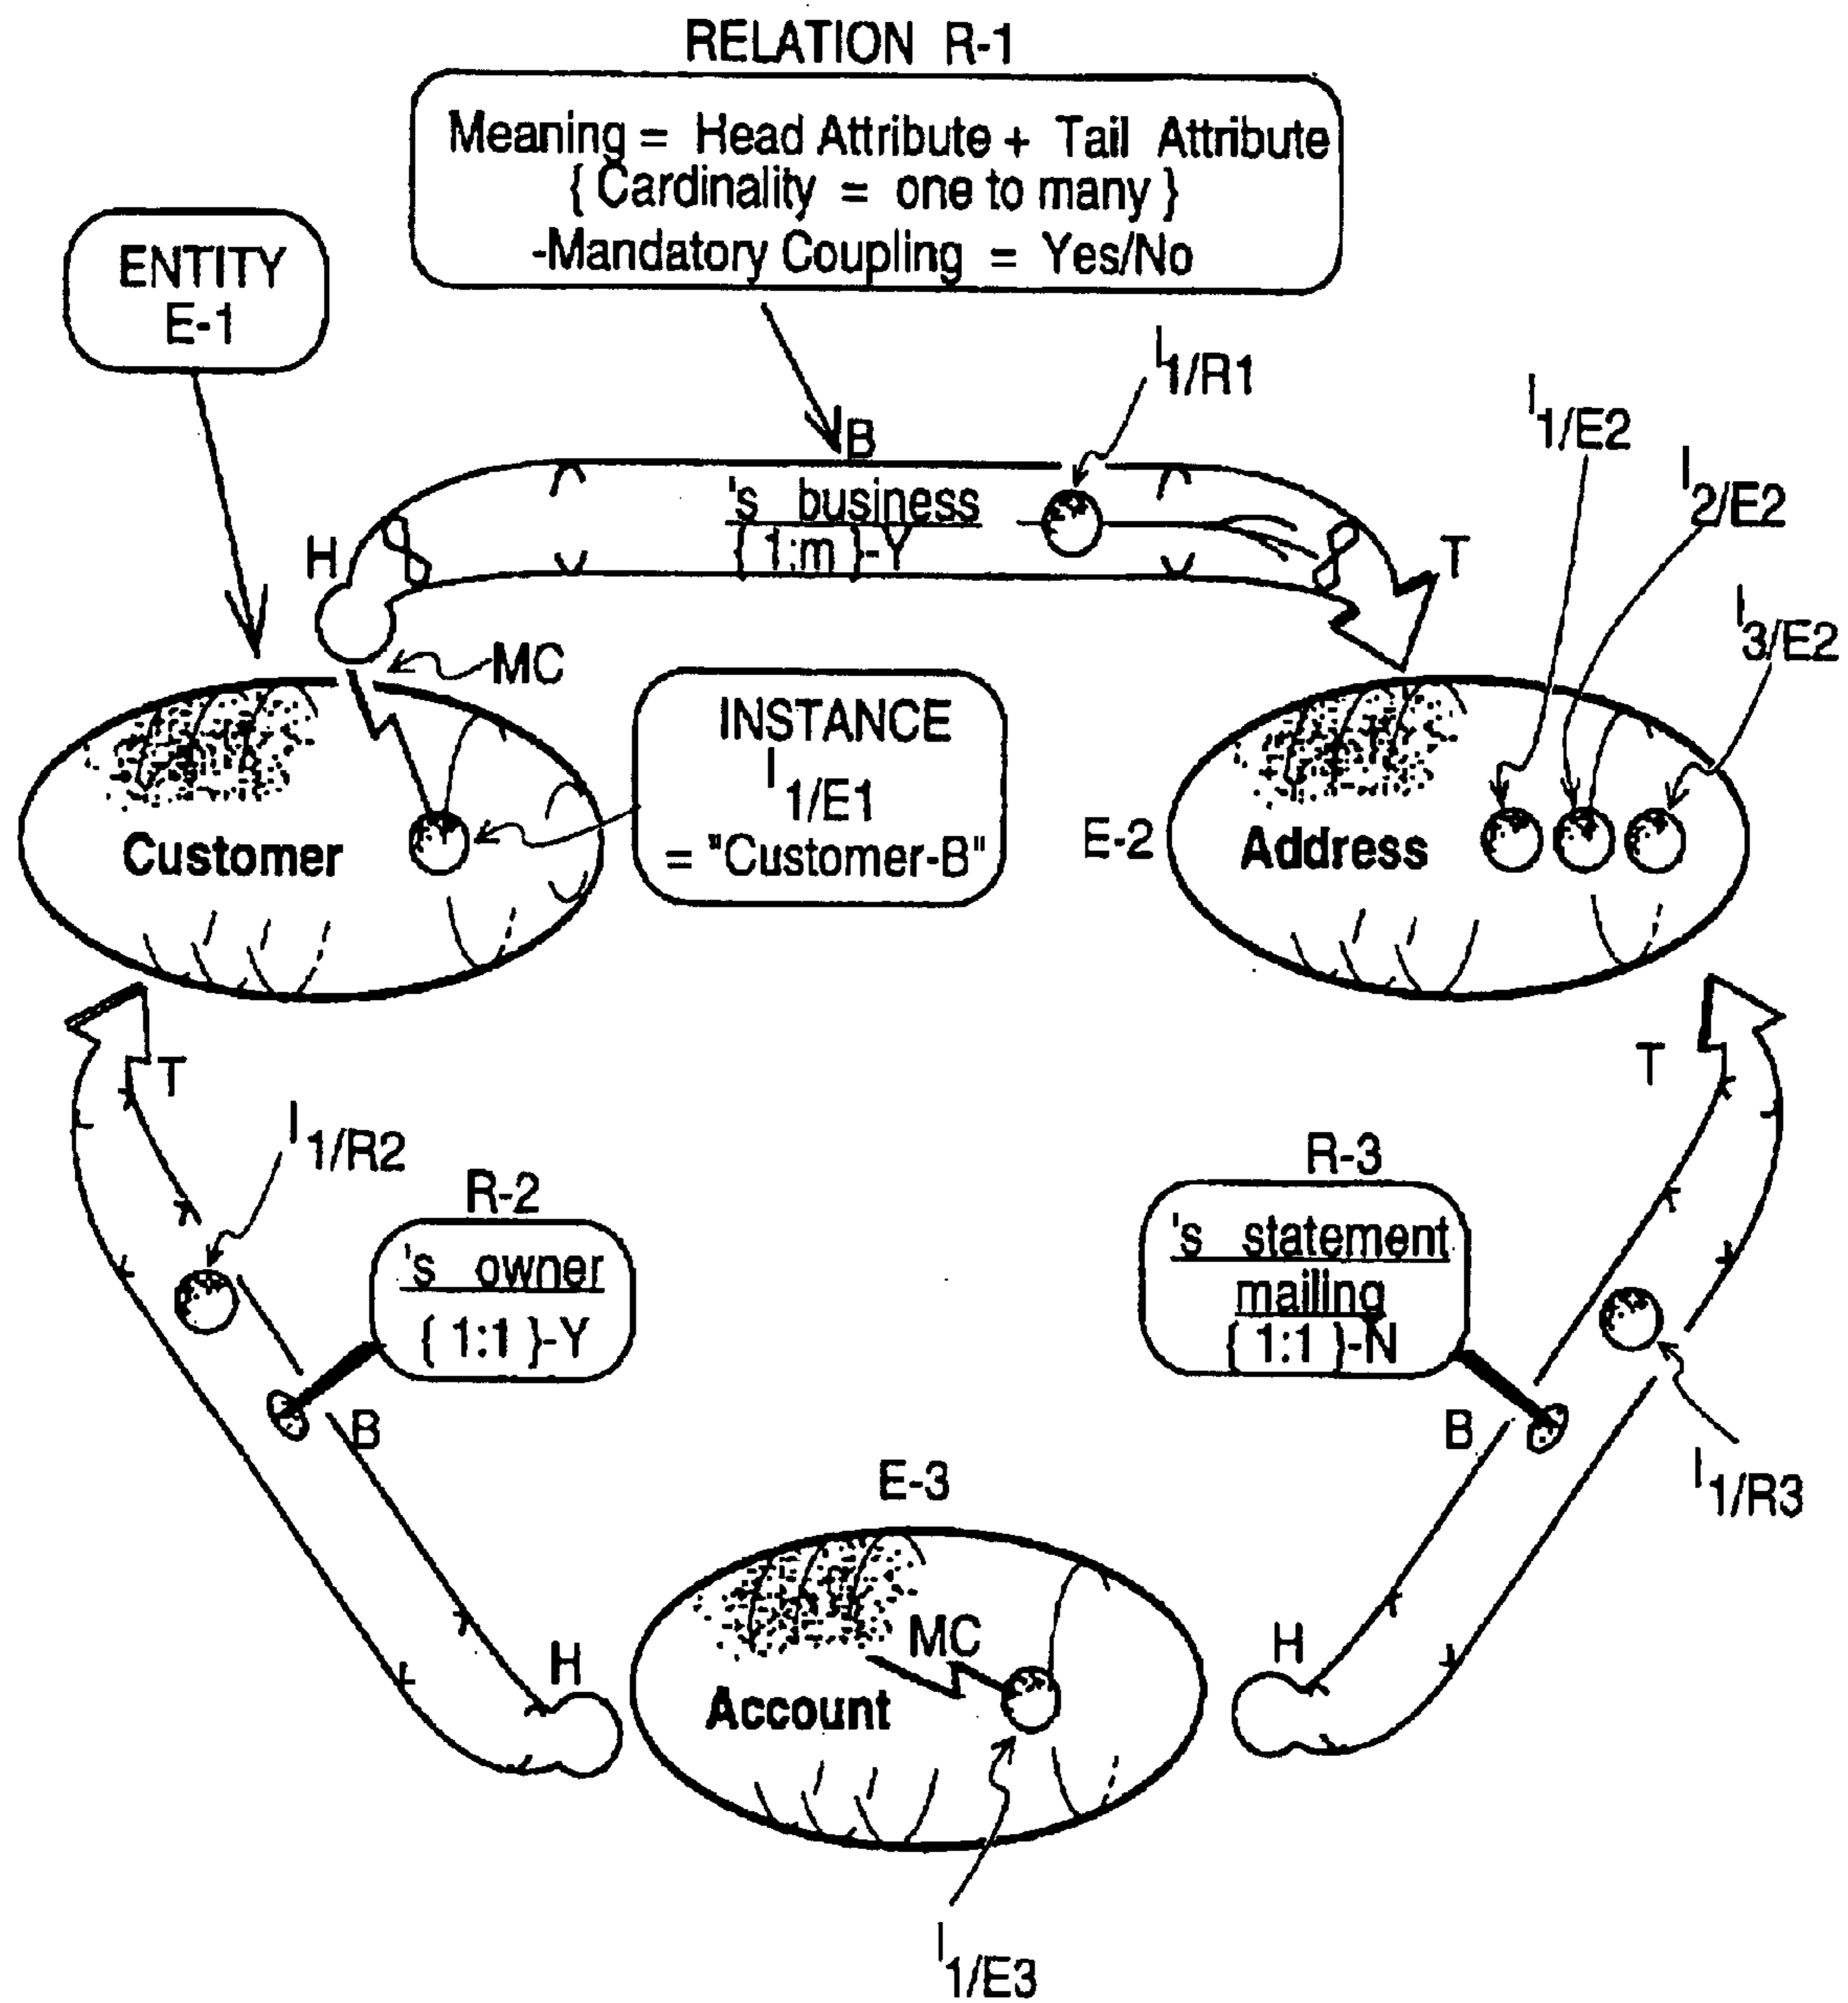 RELATION R-1
Meaning = Head Attribute + Tail Attribute
{ Cardinality = one to many }
-Mandatory Coupling = Yes/No
ENTITY
E-1
I1/R1
I1/E2
I2/E2
I3/E2
B
's business
{ 1:m }-Y
H
T
MC
INSTANCE
I1/E1
= "Customer-B"
Customer
E-2
Address
T
T
I1/R2
R-2
's owner
{ 1:1 }-Y
R-3
's statement
mailing
{ 1:1 }-N
B
B
I1/R3
E-3
H
MC
H
Account
I1/E3